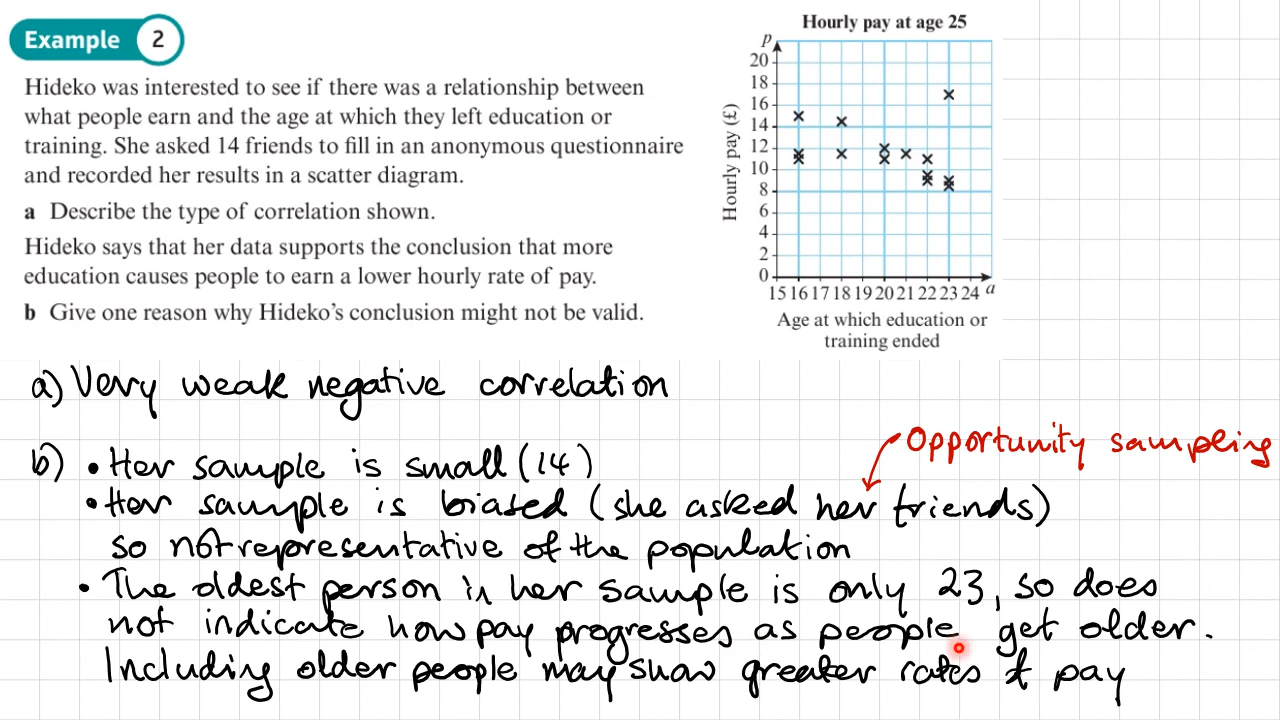 Example 2
Hideko was interested to see if there was a relationship between
what people earn and the age at which they left education or
training. She asked 14 friends to fill in an anonymous questionnaire
and recorded her results in a scatter diagram.
a Describe the type of correlation shown.
Hideko says that her data supports the conclusion that more
education causes people to earn a lower hourly rate of pay.
b Give one reason why Hideko's conclusion might not be valid.
Hourly pay at age 25
p
20
18
16
14
12
10
8
6
4
2
0
Hourly pay (£)
15 16 17 18 19 20 21 22 23 24 a
Age at which education or
training ended
a) Very weak negative correlation
Opportunity sampling
b) • Her sample is small (14)
• Her sample is biased (she asked her friends)
so not representative of the population
• The oldest person in her sample is only 23, so does
not indicate how pay progresses as people get older.
Including older people may show greater rates of pay